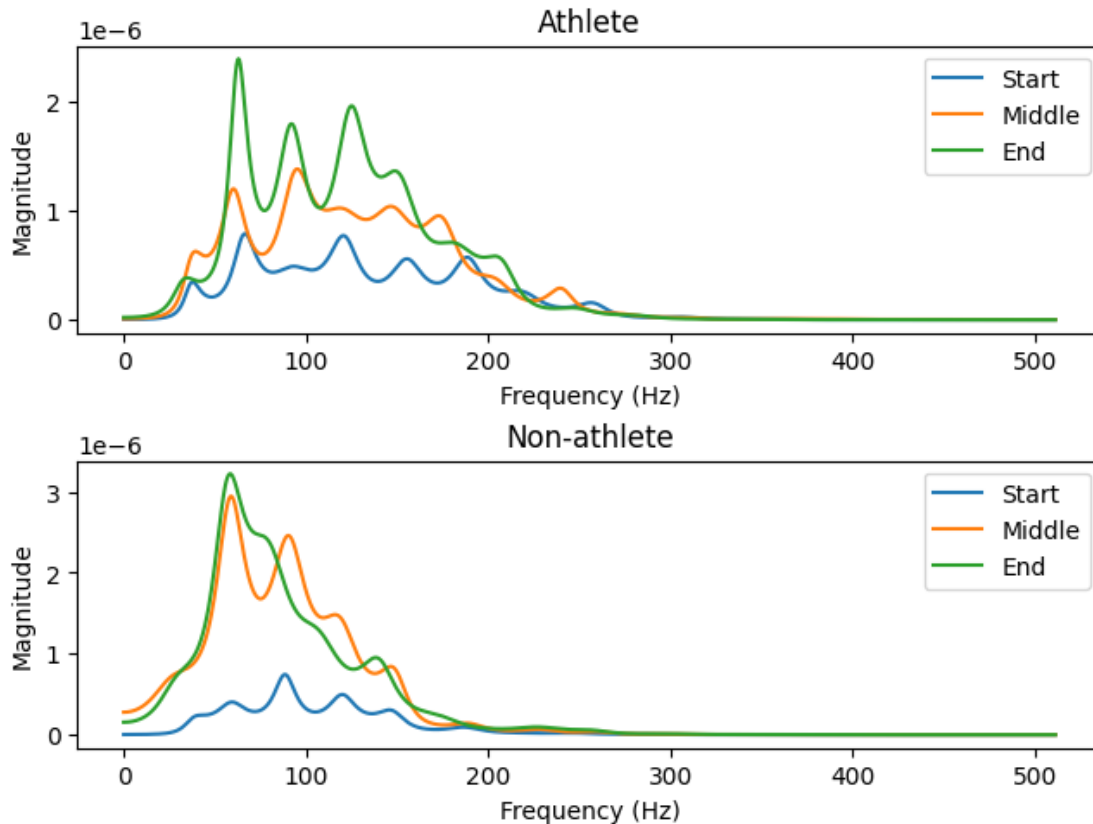 Athlete
1e−6
Magnitude
2
1
0
Start
Middle
End
0 100 200 300 400 500
Frequency (Hz)
Non-athlete
1e−6
Magnitude
3
2
1
0
Start
Middle
End
0 100 200 300 400 500
Frequency (Hz)